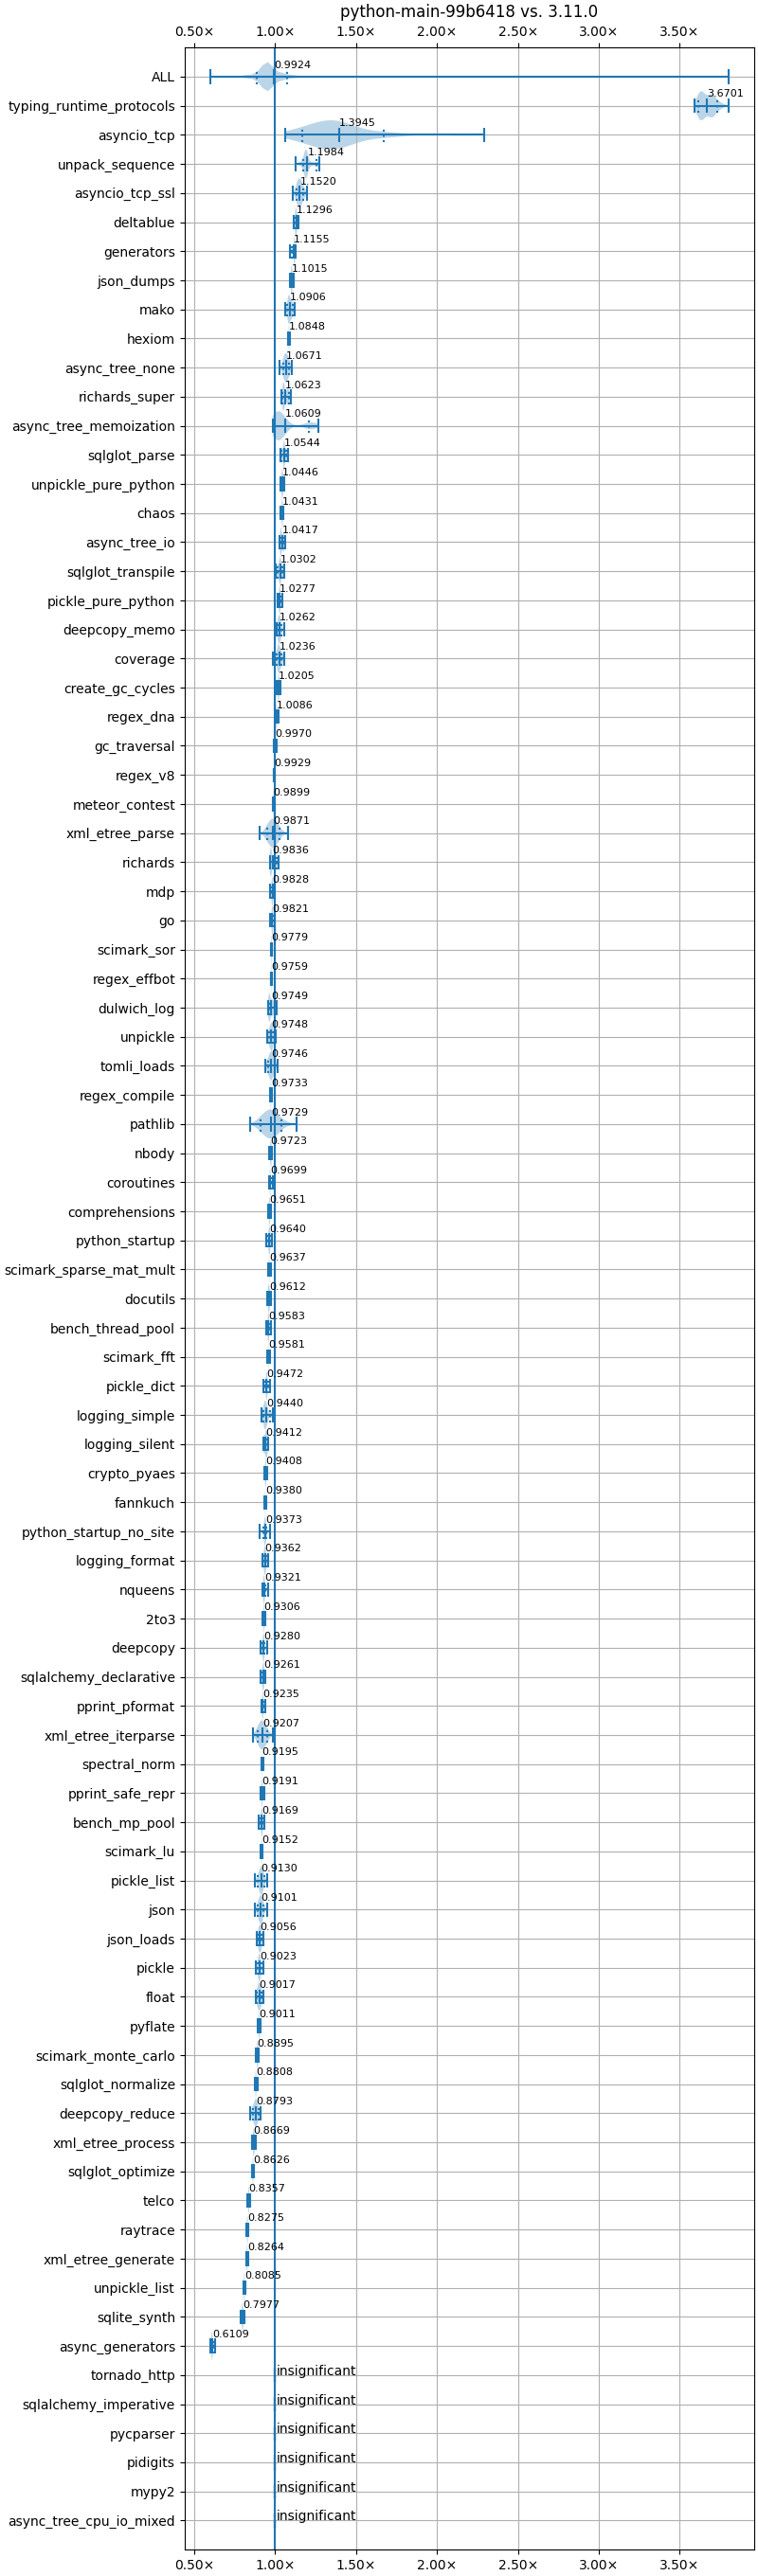 python-main-99b6418 vs. 3.11.0
0.50× 1.00× 1.50× 2.00× 2.50× 3.00× 3.50×
ALL 0.9924
typing_runtime_protocols 3.6701
asyncio_tcp 1.3945
unpack_sequence 1.1984
asyncio_tcp_ssl 1.1520
deltablue 1.1296
generators 1.1155
json_dumps 1.1015
mako 1.0906
hexiom 1.0848
async_tree_none 1.0671
richards_super 1.0623
async_tree_memoization 1.0609
sqlglot_parse 1.0544
unpickle_pure_python 1.0446
chaos 1.0431
async_tree_io 1.0417
sqlglot_transpile 1.0302
pickle_pure_python 1.0277
deepcopy_memo 1.0262
coverage 1.0236
create_gc_cycles 1.0205
regex_dna 1.0086
gc_traversal 0.9970
regex_v8 0.9929
meteor_contest 0.9899
xml_etree_parse 0.9871
richards 0.9836
mdp 0.9828
go 0.9821
scimark_sor 0.9779
regex_effbot 0.9759
dulwich_log 0.9749
unpickle 0.9748
tomli_loads 0.9746
regex_compile 0.9733
pathlib 0.9729
nbody 0.9723
coroutines 0.9699
comprehensions 0.9651
python_startup 0.9640
scimark_sparse_mat_mult 0.9637
docutils 0.9612
bench_thread_pool 0.9583
scimark_fft 0.9581
pickle_dict 0.9472
logging_simple 0.9440
logging_silent 0.9412
crypto_pyaes 0.9408
fannkuch 0.9380
python_startup_no_site 0.9373
logging_format 0.9362
nqueens 0.9321
2to3 0.9306
deepcopy 0.9280
sqlalchemy_declarative 0.9261
pprint_pformat 0.9235
xml_etree_iterparse 0.9207
spectral_norm 0.9195
pprint_safe_repr 0.9191
bench_mp_pool 0.9169
scimark_lu 0.9152
pickle_list 0.9130
json 0.9101
json_loads 0.9056
pickle 0.9023
float 0.9017
pyflate 0.9011
scimark_monte_carlo 0.8895
sqlglot_normalize 0.8808
deepcopy_reduce 0.8793
xml_etree_process 0.8669
sqlglot_optimize 0.8626
telco 0.8357
raytrace 0.8275
xml_etree_generate 0.8264
unpickle_list 0.8085
sqlite_synth 0.7977
async_generators 0.6109
tornado_http insignificant
sqlalchemy_imperative insignificant
pycparser insignificant
pidigits insignificant
mypy2 insignificant
async_tree_cpu_io_mixed insignificant
0.50× 1.00× 1.50× 2.00× 2.50× 3.00× 3.50×